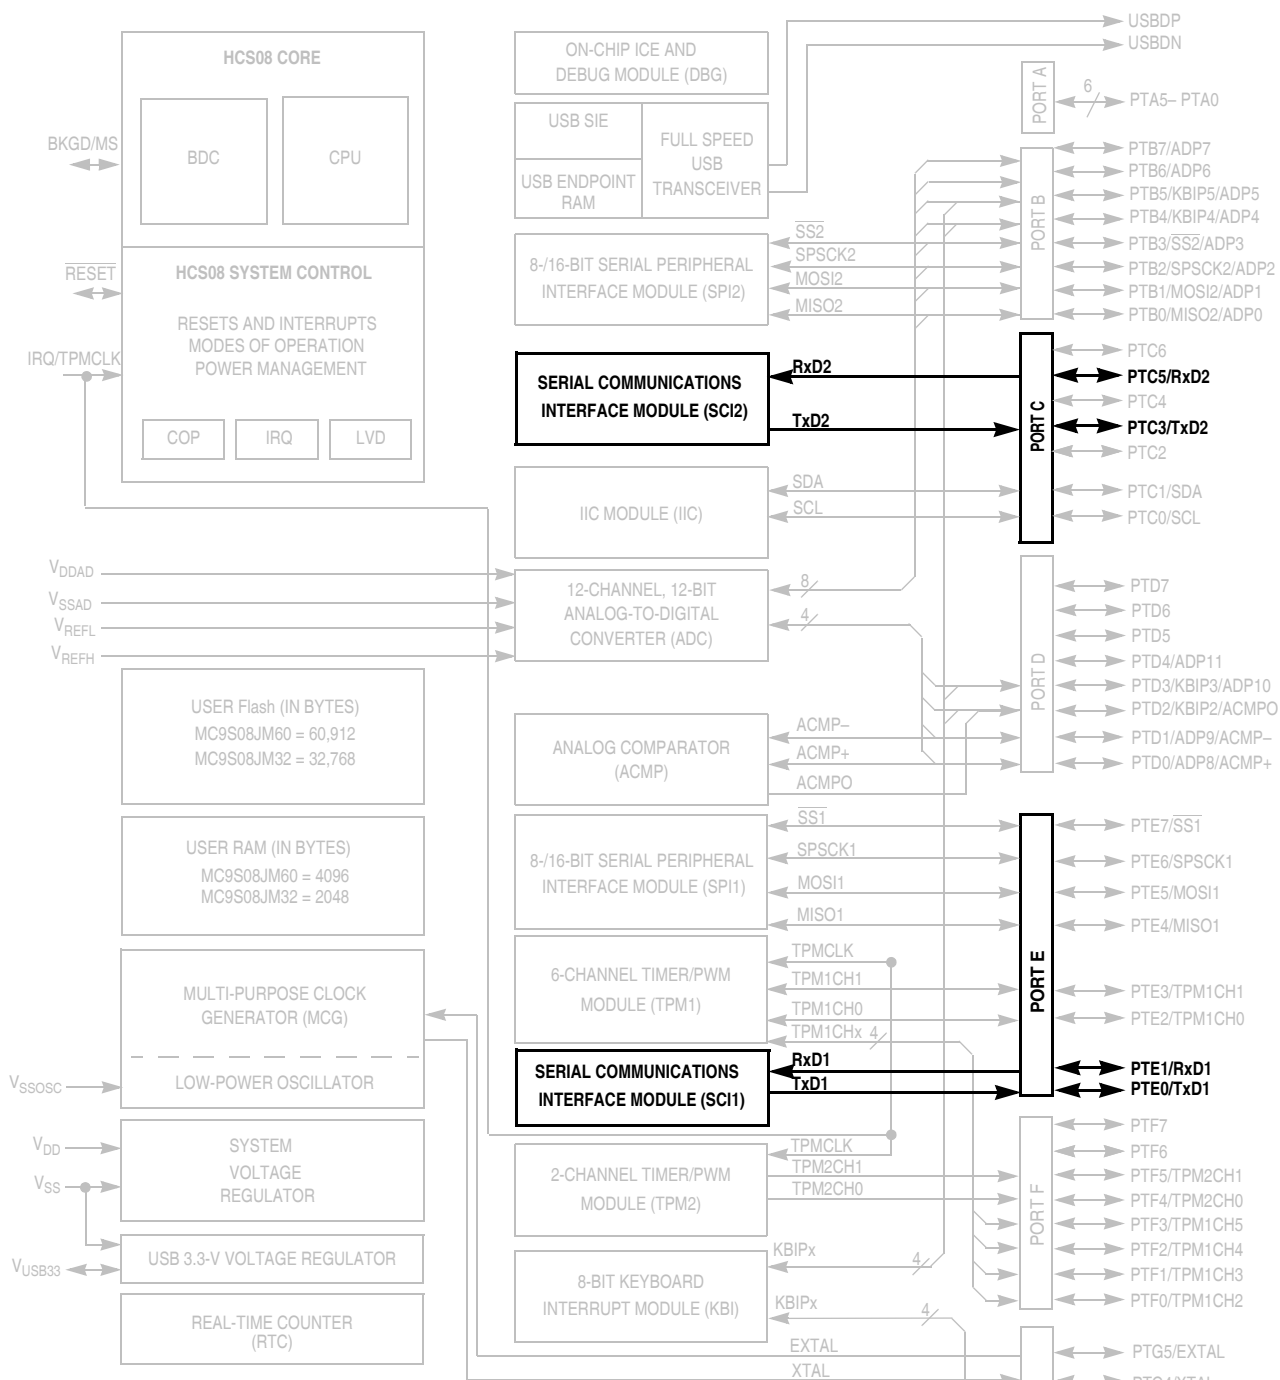 HCS08 CORE
BDC
CPU
BKGD/MS
RESET
HCS08 SYSTEM CONTROL
RESETS AND INTERRUPTS
MODES OF OPERATION
POWER MANAGEMENT
IRQ/TPMCLK
COP
IRQ
LVD
VDDAD
VSSAD
VREFL
VREFH
USER Flash (IN BYTES)
MC9S08JM60 = 60,912
MC9S08JM32 = 32,768
USER RAM (IN BYTES)
MC9S08JM60 = 4096
MC9S08JM32 = 2048
MULTI-PURPOSE CLOCK
GENERATOR (MCG)
LOW-POWER OSCILLATOR
VSSOSC
VDD
VSS
SYSTEM
VOLTAGE
REGULATOR
VUSB33
USB 3.3-V VOLTAGE REGULATOR
REAL-TIME COUNTER
(RTC)
ON-CHIP ICE AND
DEBUG MODULE (DBG)
USB SIE
USB ENDPOINT
RAM
FULL SPEED
USB
TRANSCEIVER
8-/16-BIT SERIAL PERIPHERAL
INTERFACE MODULE (SPI2)
SS2
SPSCK2
MOSI2
MISO2
SERIAL COMMUNICATIONS
INTERFACE MODULE (SCI2)
RxD2
TxD2
IIC MODULE (IIC)
SDA
SCL
12-CHANNEL, 12-BIT
ANALOG-TO-DIGITAL
CONVERTER (ADC)
8
4
ANALOG COMPARATOR
(ACMP)
ACMP–
ACMP+
ACMPO
8-/16-BIT SERIAL PERIPHERAL
INTERFACE MODULE (SPI1)
SS1
SPSCK1
MOSI1
MISO1
6-CHANNEL TIMER/PWM
MODULE (TPM1)
TPMCLK
TPM1CH1
TPM1CH0
TPM1CHx 4
SERIAL COMMUNICATIONS
INTERFACE MODULE (SCI1)
RxD1
TxD1
2-CHANNEL TIMER/PWM
MODULE (TPM2)
TPMCLK
TPM2CH1
TPM2CH0
8-BIT KEYBOARD
INTERRUPT MODULE (KBI)
KBIPx
4
KBIPx
4
EXTAL
XTAL
USBDP
USBDN
PORT A
6
PTA5– PTA0
PORT B
PTB7/ADP7
PTB6/ADP6
PTB5/KBIP5/ADP5
PTB4/KBIP4/ADP4
PTB3/SS2/ADP3
PTB2/SPSCK2/ADP2
PTB1/MOSI2/ADP1
PTB0/MISO2/ADP0
PORT C
PTC6
PTC5/RxD2
PTC4
PTC3/TxD2
PTC2
PTC1/SDA
PTC0/SCL
PORT D
PTD7
PTD6
PTD5
PTD4/ADP11
PTD3/KBIP3/ADP10
PTD2/KBIP2/ACMPO
PTD1/ADP9/ACMP–
PTD0/ADP8/ACMP+
PORT E
PTE7/SS1
PTE6/SPSCK1
PTE5/MOSI1
PTE4/MISO1
PTE3/TPM1CH1
PTE2/TPM1CH0
PTE1/RxD1
PTE0/TxD1
PORT F
PTF7
PTF6
PTF5/TPM2CH1
PTF4/TPM2CH0
PTF3/TPM1CH5
PTF2/TPM1CH4
PTF1/TPM1CH3
PTF0/TPM1CH2
PTG5/EXTAL